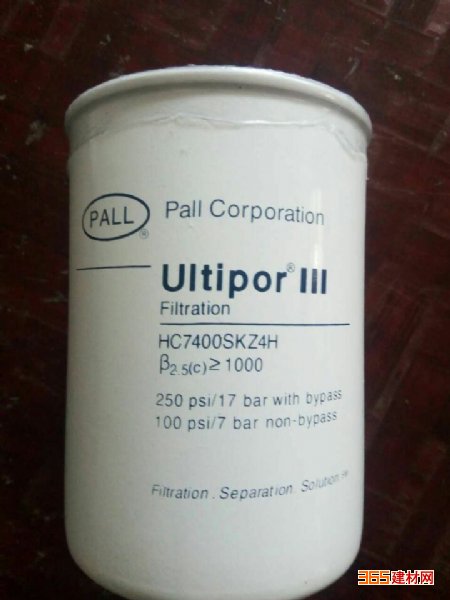 PALL ®
Pall Corporation
Ultipor® III
Filtration
HC7400SKZ4H
β2.5(c)≥1000
250 psi/17 bar with bypass
100 psi/7 bar non-bypass
Filtration. Separation. Solution.℠
365建材网